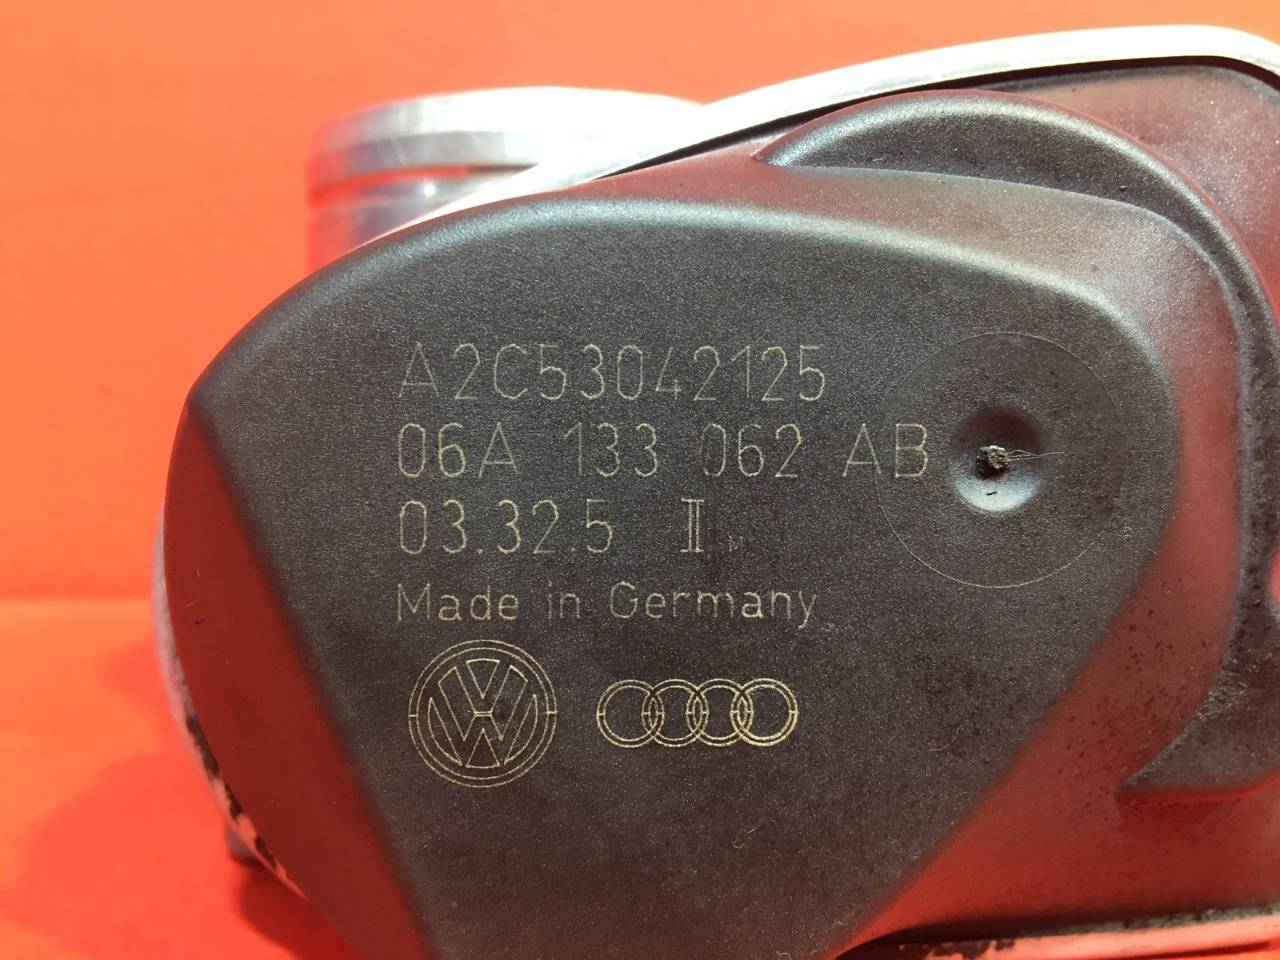 A2C53042125
06A 133 062 AB
03.32.5 II
Made in Germany